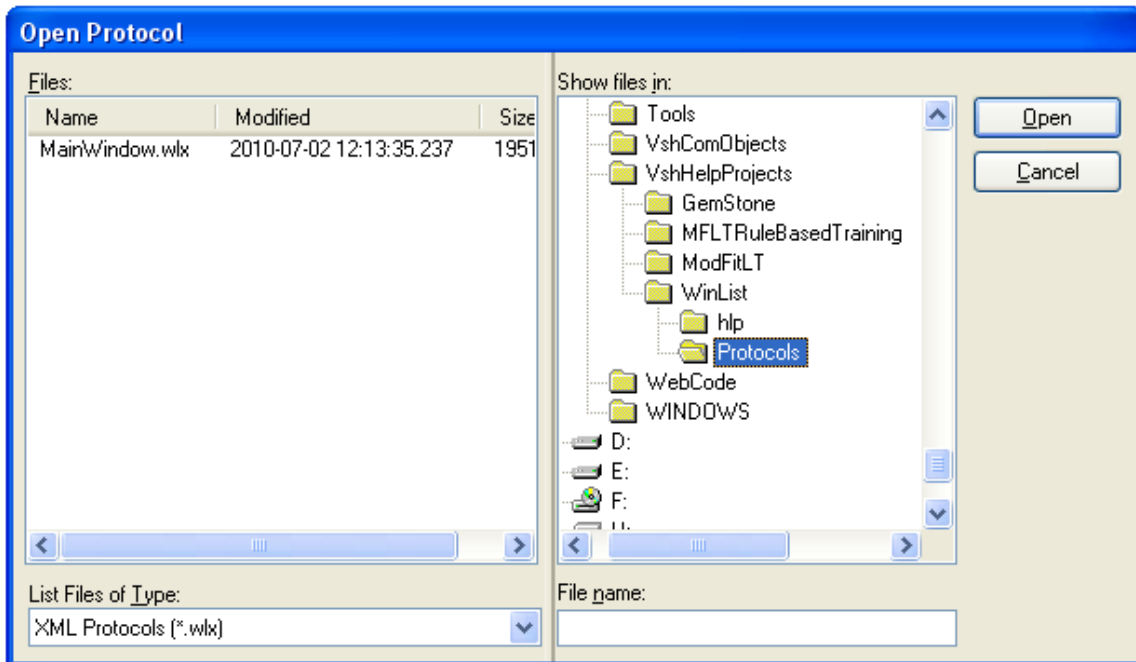 Open Protocol
Files:
Name Modified Size
MainWindow.wlx 2010-07-02 12:13:35.237 1951
List Files of Type:
XML Protocols (*.wlx)
Show files in:
Tools
VshComObjects
VshHelpProjects
GemStone
MFLTRuleBasedTraining
ModFitLT
WinList
hlp
Protocols
WebCode
WINDOWS
D:
E:
F:
File name:
Open
Cancel